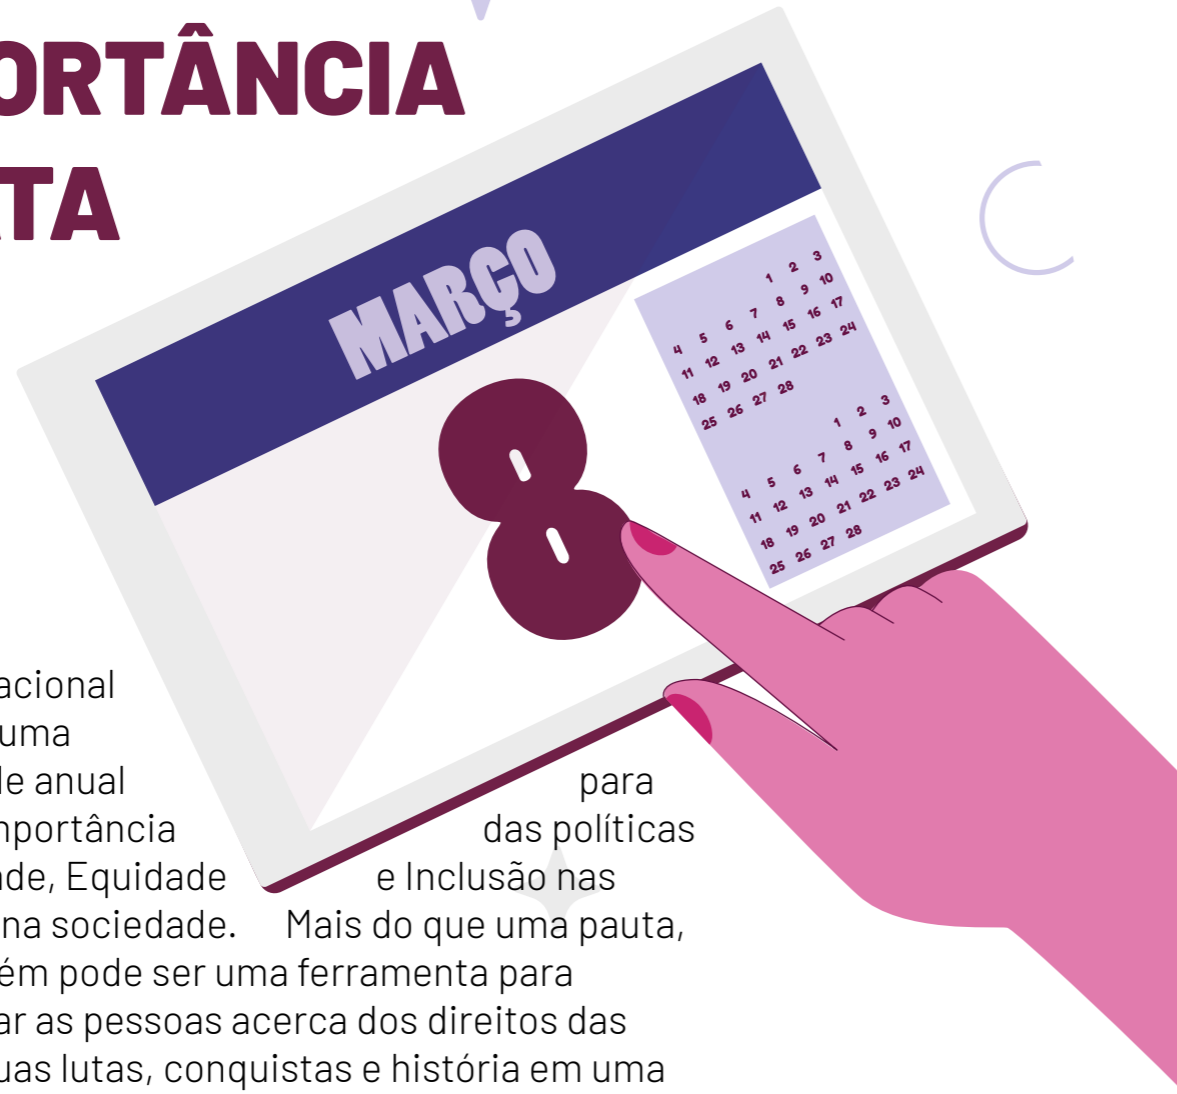 ORTÂNCIA
TA
MARÇO
8
1 2 3
4 5 6 7 8 9 10
11 12 13 14 15 16 17
18 19 20 21 22 23 24
25 26 27 28
1 2 3
4 5 6 7 8 9 10
11 12 13 14 15 16 17
18 19 20 21 22 23 24
25 26 27 28
acional
uma
de anual para
mportância das políticas
ade, Equidade e Inclusão nas
na sociedade. Mais do que uma pauta,
ém pode ser uma ferramenta para
ar as pessoas acerca dos direitos das
uas lutas, conquistas e história em uma